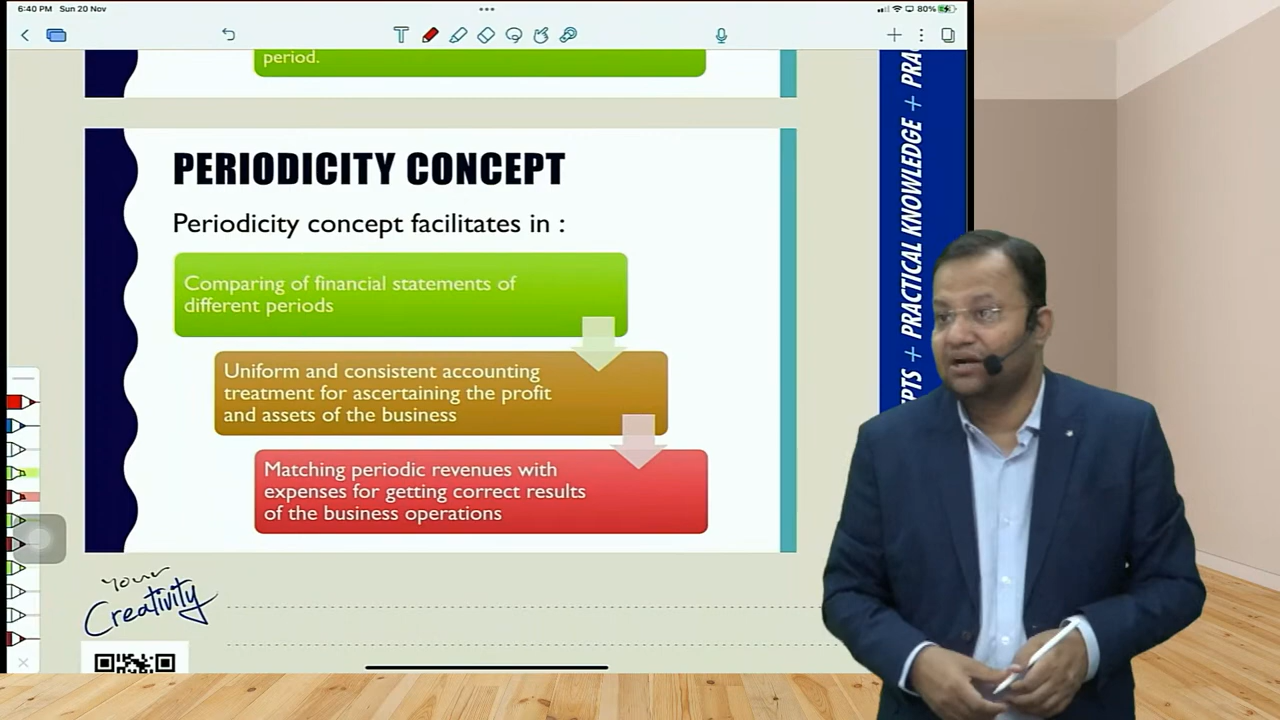 6:40 PM Sun 20 Nov
80%
period.
PERIODICITY CONCEPT
Periodicity concept facilitates in :
Comparing of financial statements of
different periods
Uniform and consistent accounting
treatment for ascertaining the profit
and assets of the business
Matching periodic revenues with
expenses for getting correct results
of the business operations
Your
Creativity
EPTS + PRACTICAL KNOWLEDGE + PRA